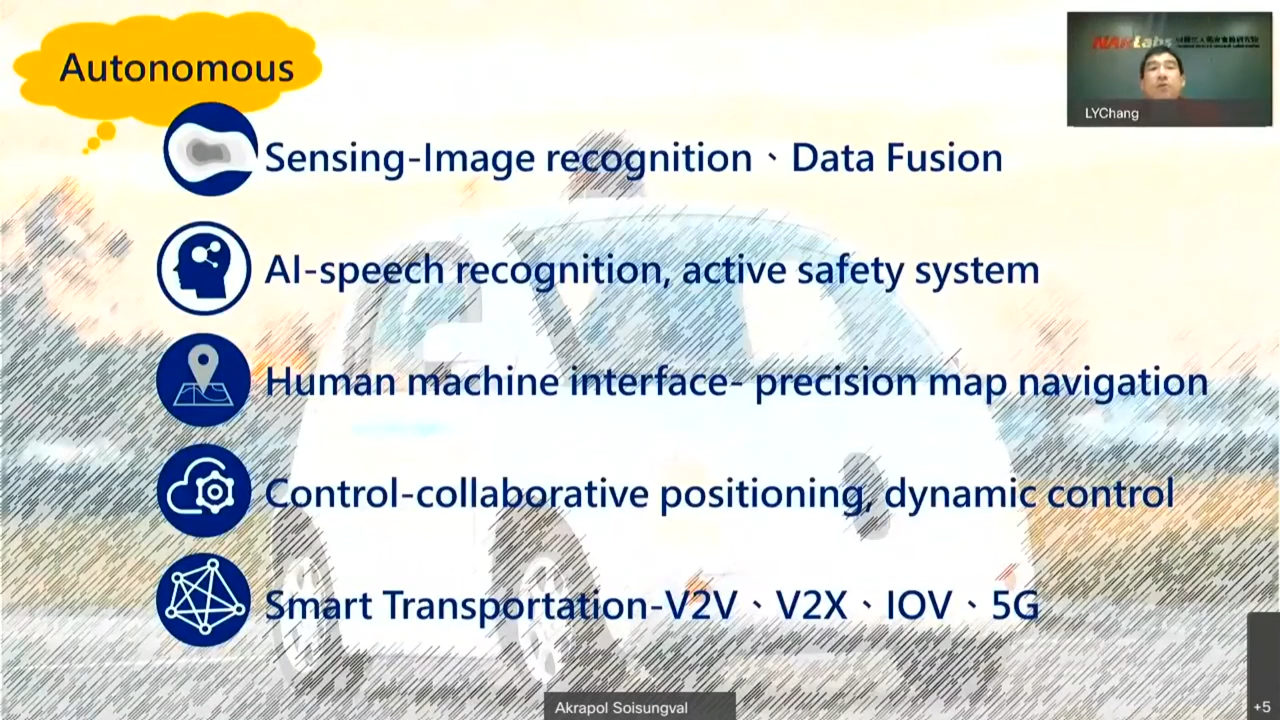 Autonomous
NARLabs
LYChang
Sensing-Image recognition、Data Fusion
AI-speech recognition, active safety system
Human machine interface- precision map navigation
Control-collaborative positioning, dynamic control
Smart Transportation-V2V、V2X、IOV、5G
Akrapol Soisungval
+5